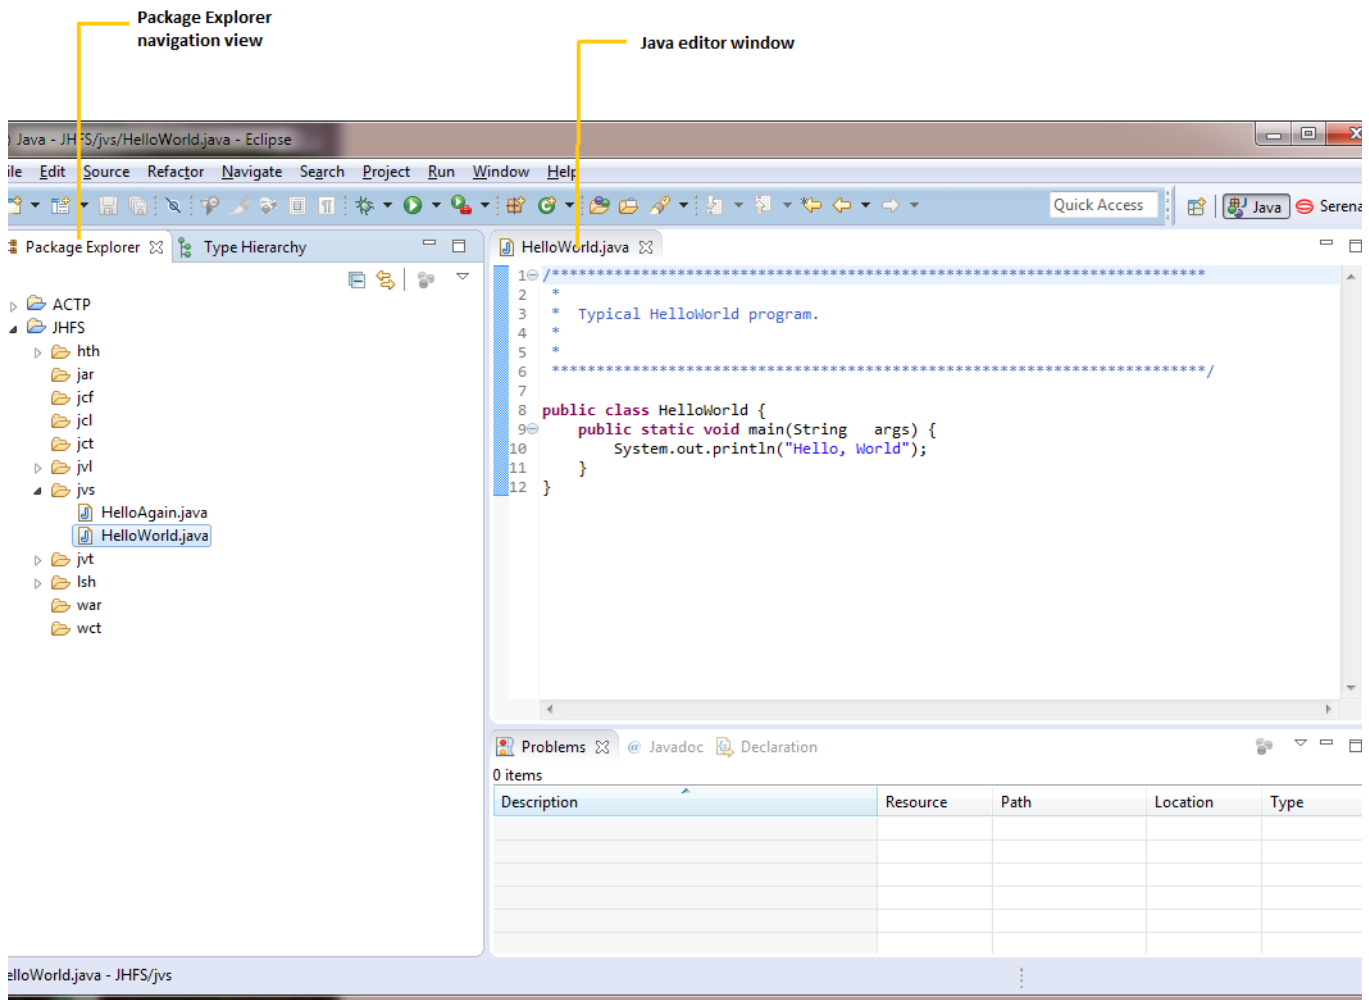 Package Explorer
navigation view
Java editor window
Java - JHFS/jvs/HelloWorld.java - Eclipse
ile Edit Source Refactor Navigate Search Project Run Window Help
Quick Access Java Serena
Package Explorer Type Hierarchy
HelloWorld.java
ACTP
JHFS
hth
jar
jcf
jcl
jct
jvl
jvs
HelloAgain.java
HelloWorld.java
jvt
lsh
war
wct
1 /*************************************************************************
2 *
3 * Typical HelloWorld program.
4 *
5 *
6 *************************************************************************/
7
8 public class HelloWorld {
9 public static void main(String args) {
10 System.out.println("Hello, World");
11 }
12 }
Problems @ Javadoc Declaration
0 items
Description Resource Path Location Type
elloWorld.java - JHFS/jvs